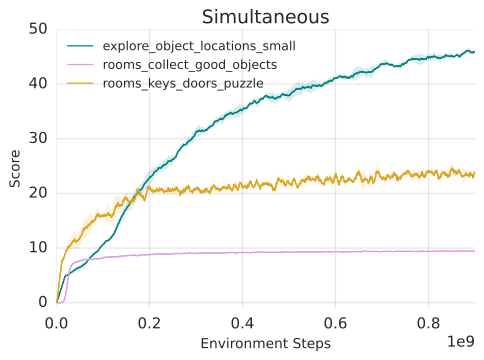 Simultaneous
50
40
30
20
10
0
Score
explore_object_locations_small
rooms_collect_good_objects
rooms_keys_doors_puzzle
0.0
0.2
0.4
0.6
0.8
1e9
Environment Steps